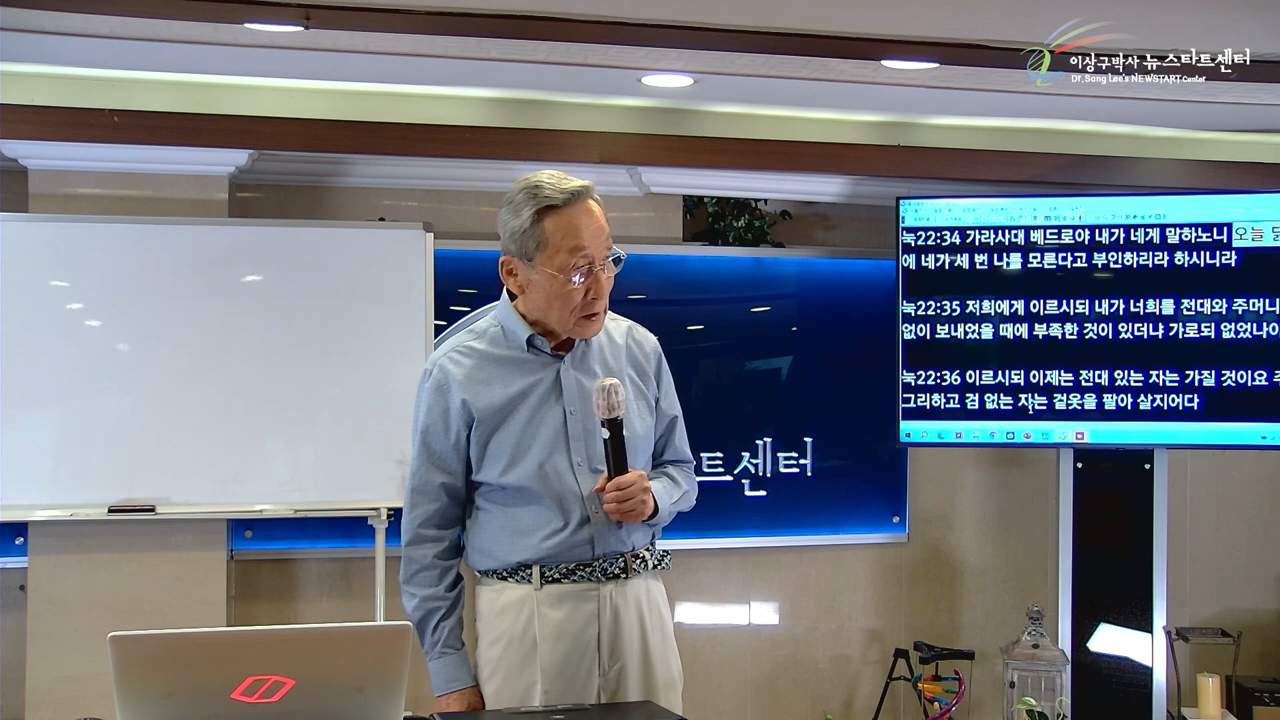 이상구박사 뉴스타트센터
Dr. Sang Lee's NEWSTART Center
눅22:34 가라사대 베드로야 내가 네게 말하노니 오늘 닭
에 네가 세 번 나를 모른다고 부인하리라 하시니라
눅22:35 저희에게 이르시되 내가 너희를 전대와 주머니
없이 보내었을 때에 부족한 것이 있더냐 가로되 없었나이
눅22:36 이르시되 이제는 전대 있는 자는 가질 것이요
그리하고 검 없는 자는 겉옷을 팔아 살지어다
트센터